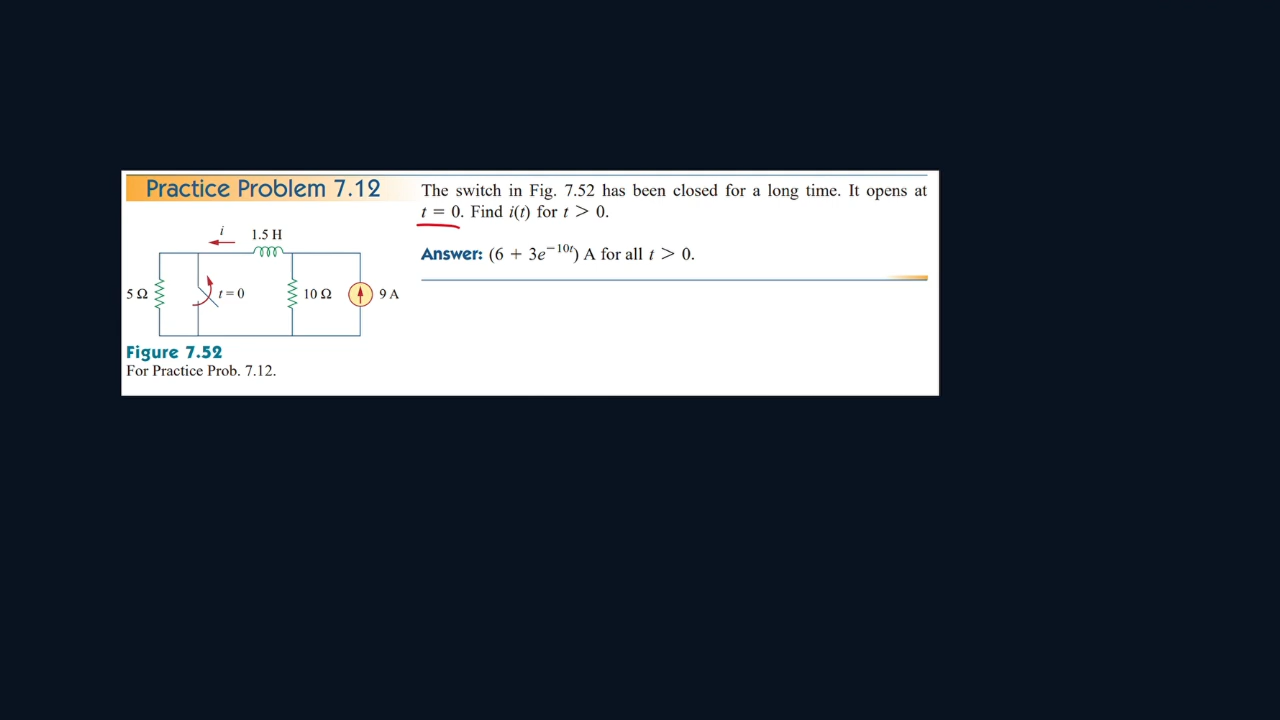 Practice Problem 7.12
The switch in Fig. 7.52 has been closed for a long time. It opens at
t = 0. Find i(t) for t > 0.
Answer: (6 + 3e^−10t) A for all t > 0.
i
1.5 H
5 Ω
t = 0
10 Ω
9 A
Figure 7.52
For Practice Prob. 7.12.